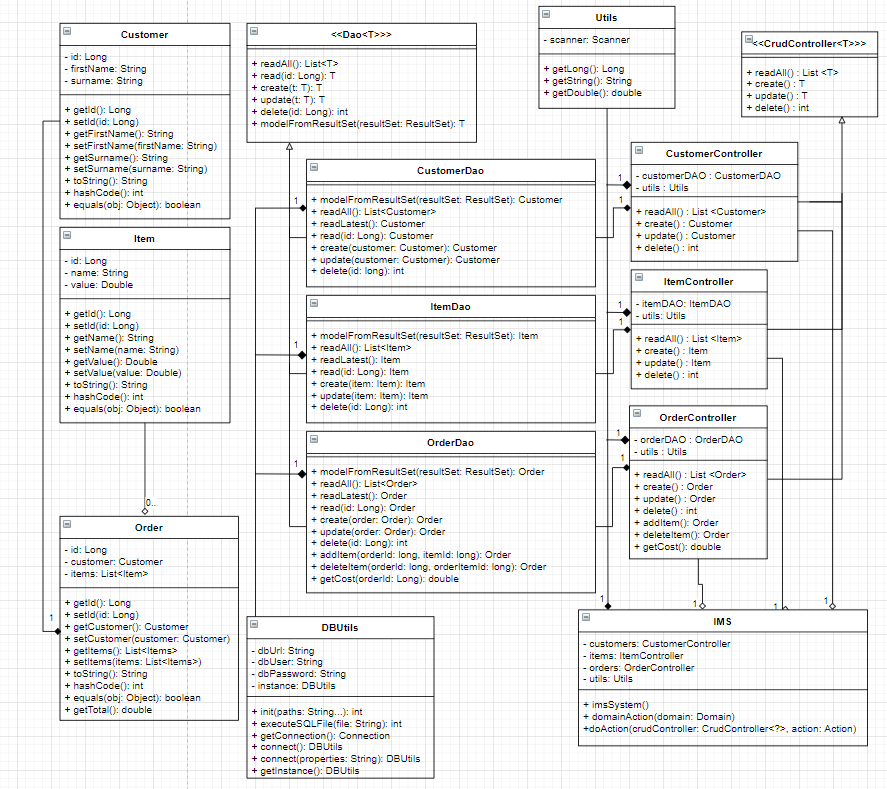 Customer
- id: Long
- firstName: String
- surname: String
+ getId(): Long
+ setId(id: Long)
+ getFirstName(): String
+ setFirstName(firstName: String)
+ getSurname(): String
+ setSurname(surname: String)
+ toString(): String
+ hashCode(): int
+ equals(obj: Object): boolean
Item
- id: Long
- name: String
- value: Double
+ getId(): Long
+ setId(id: Long)
+ getName(): String
+ setName(name: String)
+ getValue(): Double
+ setValue(value: Double)
+ toString(): String
+ hashCode(): int
+ equals(obj: Object): boolean
0..
1
Order
- id: Long
- customer: Customer
- items: List<Item>
+ getId(): Long
+ setId(id: Long)
+ getCustomer(): Customer
+ setCustomer(customer: Customer)
+ getItems(): List<Items>
+ setItems(items: List<Items>)
+ toString(): String
+ hashCode(): int
+ equals(obj: Object): boolean
+ getTotal(): double
<<Dao<T>>>
+ readAll(): List<T>
+ read(id: Long): T
+ create(t: T): T
+ update(t: T): T
+ delete(id: Long): int
+ modelFromResultSet(resultSet: ResultSet): T
1
CustomerDao
+ modelFromResultSet(resultSet: ResultSet): Customer
+ readAll(): List<Customer>
+ readLatest(): Customer
+ read(id: Long): Customer
+ create(customer: Customer): Customer
+ update(customer: Customer): Customer
+ delete(id: long): int
1
ItemDao
+ modelFromResultSet(resultSet: ResultSet): Item
+ readAll(): List<Item>
+ readLatest(): Item
+ read(id: Long): Item
+ create(item: Item): Item
+ update(item: Item): Item
+ delete(id: Long): int
1
OrderDao
+ modelFromResultSet(resultSet: ResultSet): Order
+ readAll(): List<Order>
+ readLatest(): Order
+ read(id: Long): Order
+ create(order: Order): Order
+ update(order: Order): Order
+ delete(id: Long): int
+ addItem(orderId: long, itemId: long): Order
+ deleteItem(orderId: long, orderItemId: long): Order
+ getCost(orderId: Long): double
DBUtils
- dbUrl: String
- dbUser: String
- dbPassword: String
- instance: DBUtils
+ init(paths: String...): int
+ executeSQLFile(file: String): int
+ getConnection(): Connection
+ connect(): DBUtils
+ connect(properties: String): DBUtils
+ getInstance(): DBUtils
Utils
- scanner: Scanner
+ getLong(): Long
+ getString(): String
+ getDouble(): double
<<CrudController<T>>>
+ readAll() : List <T>
+ create() : T
+ update() : T
+ delete() : int
1
1
CustomerController
- customerDAO : CustomerDAO
- utils : Utils
+ readAll() : List <Customer>
+ create() : Customer
+ update() : Customer
+ delete() : int
1
1
ItemController
- itemDAO: ItemDAO
- utils: Utils
+ readAll() : List <Item>
+ create() : Item
+ update() : Item
+ delete() : int
1
1
OrderController
- orderDAO : OrderDAO
- utils : Utils
+ readAll() : List <Order>
+ create() : Order
+ update() : Order
+ delete() : int
+ addItem(): Order
+ deleteItem(): Order
+ getCost(): double
1
1
1
1
IMS
- customers: CustomerController
- items: ItemController
- orders: OrderController
- utils: Utils
+ imsSystem()
+ domainAction(domain: Domain)
+doAction(crudController: CrudController<?>, action: Action)